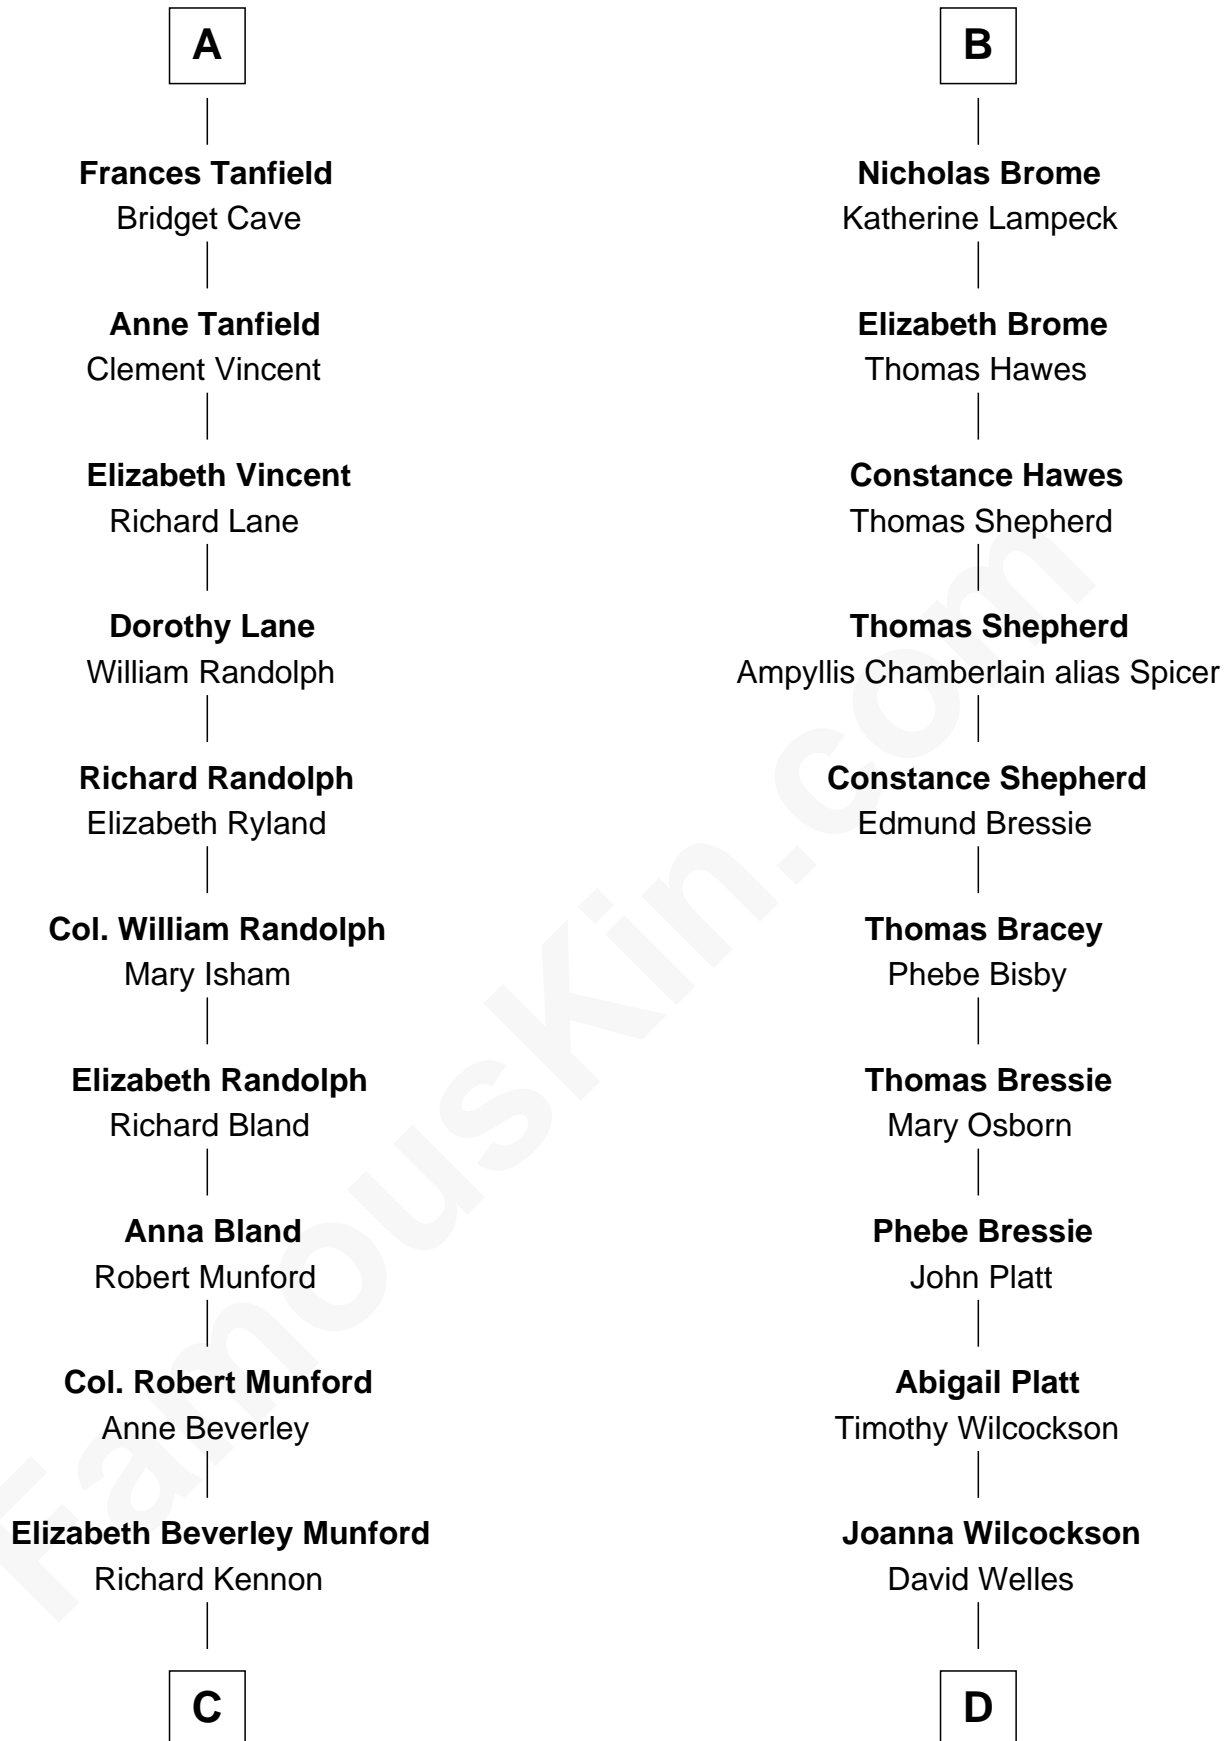 A
Frances Tanfield
Bridget Cave
Anne Tanfield
Clement Vincent
Elizabeth Vincent
Richard Lane
Dorothy Lane
William Randolph
Richard Randolph
Elizabeth Ryland
Col. William Randolph
Mary Isham
Elizabeth Randolph
Richard Bland
Anna Bland
Robert Munford
Col. Robert Munford
Anne Beverley
Elizabeth Beverley Munford
Richard Kennon
C
B
Nicholas Brome
Katherine Lampeck
Elizabeth Brome
Thomas Hawes
Constance Hawes
Thomas Shepherd
Thomas Shepherd
Ampyllis Chamberlain alias Spicer
Constance Shepherd
Edmund Bressie
Thomas Bracey
Phebe Bisby
Thomas Bressie
Mary Osborn
Phebe Bressie
John Platt
Abigail Platt
Timothy Wilcockson
Joanna Wilcockson
David Welles
D
FamousKin.com